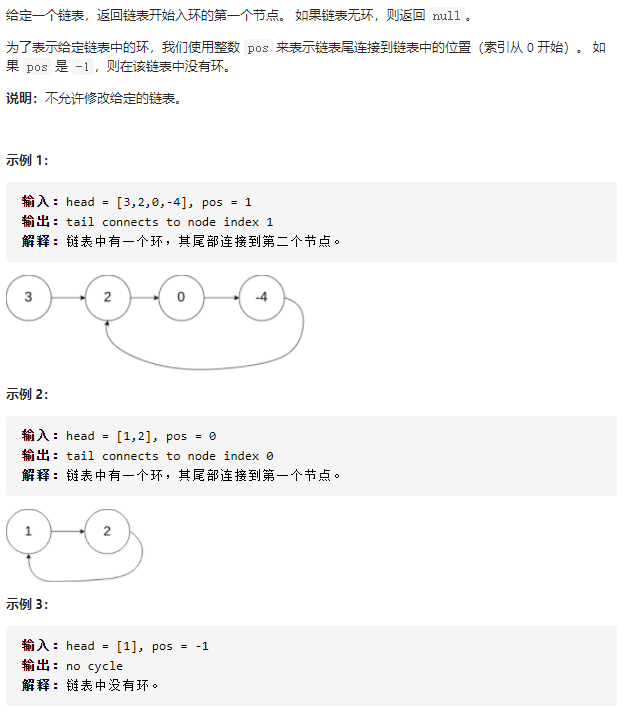 给定一个链表，返回链表开始入环的第一个节点。 如果链表无环，则返回 null。
为了表示给定链表中的环，我们使用整数 pos 来表示链表尾连接到链表中的位置（索引从 0 开始）。 如
果 pos 是 -1，则在该链表中没有环。
说明：不允许修改给定的链表。
示例 1：
输入：head = [3,2,0,-4], pos = 1
输出：tail connects to node index 1
解释：链表中有一个环，其尾部连接到第二个节点。
3 2 0 -4
示例 2：
输入：head = [1,2], pos = 0
输出：tail connects to node index 0
解释：链表中有一个环，其尾部连接到第一个节点。
1 2
示例 3：
输入：head = [1], pos = -1
输出：no cycle
解释：链表中没有环。